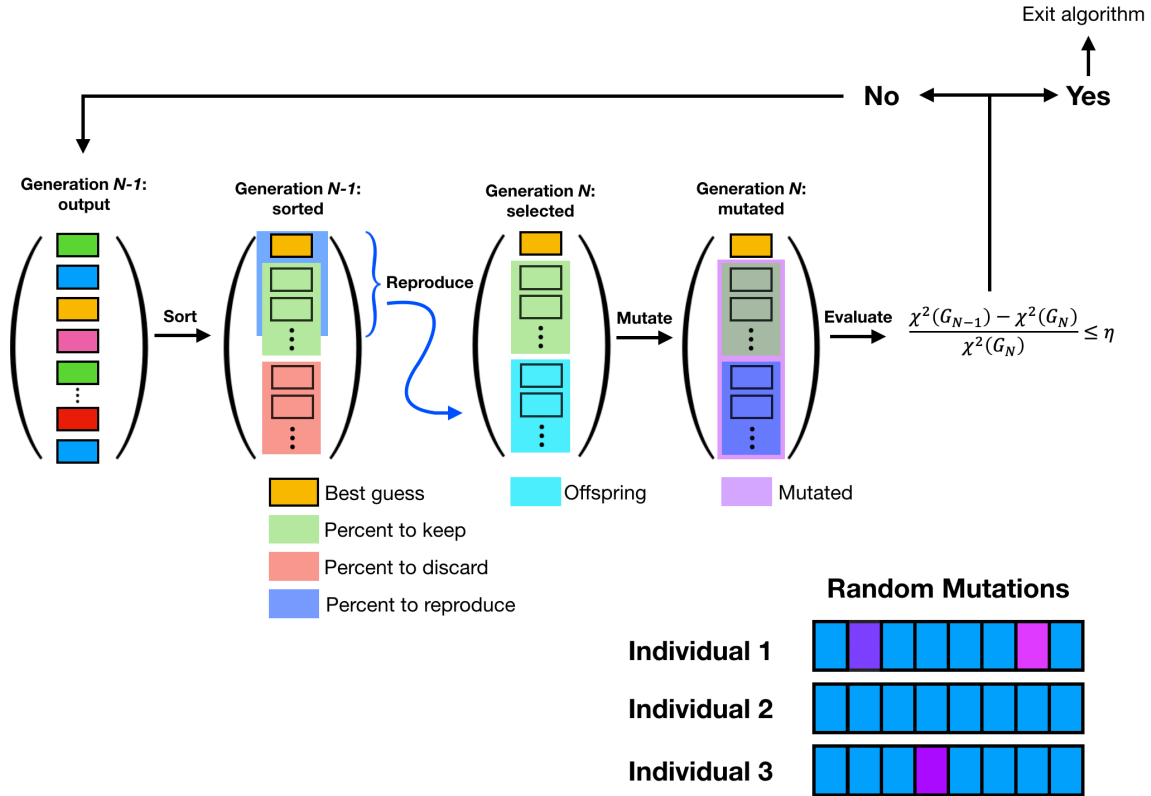 Exit algorithm
No
Yes
Generation N-1:
output
Generation N-1:
sorted
Generation N:
selected
Generation N:
mutated
Sort
Reproduce
Mutate
Evaluate
χ²(G_{N−1}) − χ²(G_N)
χ²(G_N)
≤ η
Best guess
Percent to keep
Percent to discard
Percent to reproduce
Offspring
Mutated
Random Mutations
Individual 1
Individual 2
Individual 3